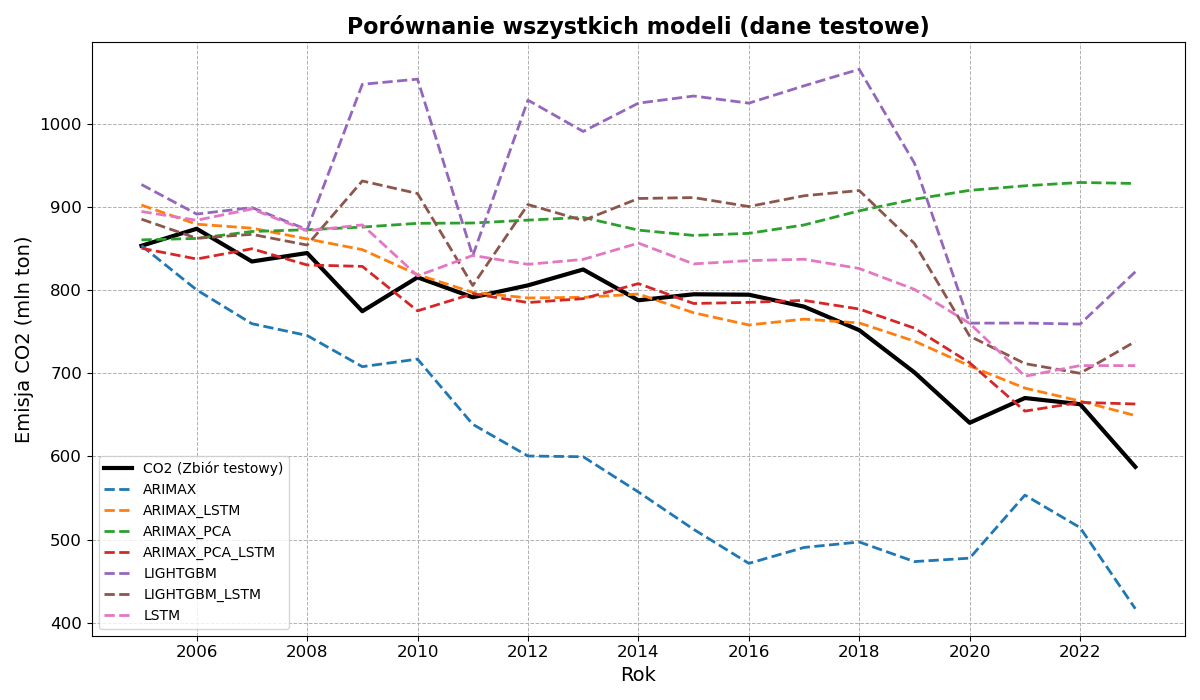 Porównanie wszystkich modeli (dane testowe)
Emisja CO2 (mln ton)
1000
900
800
700
600
500
400
CO2 (Zbiór testowy)
ARIMAX
ARIMAX_LSTM
ARIMAX_PCA
ARIMAX_PCA_LSTM
LIGHTGBM
LIGHTGBM_LSTM
LSTM
2006 2008 2010 2012 2014 2016 2018 2020 2022
Rok